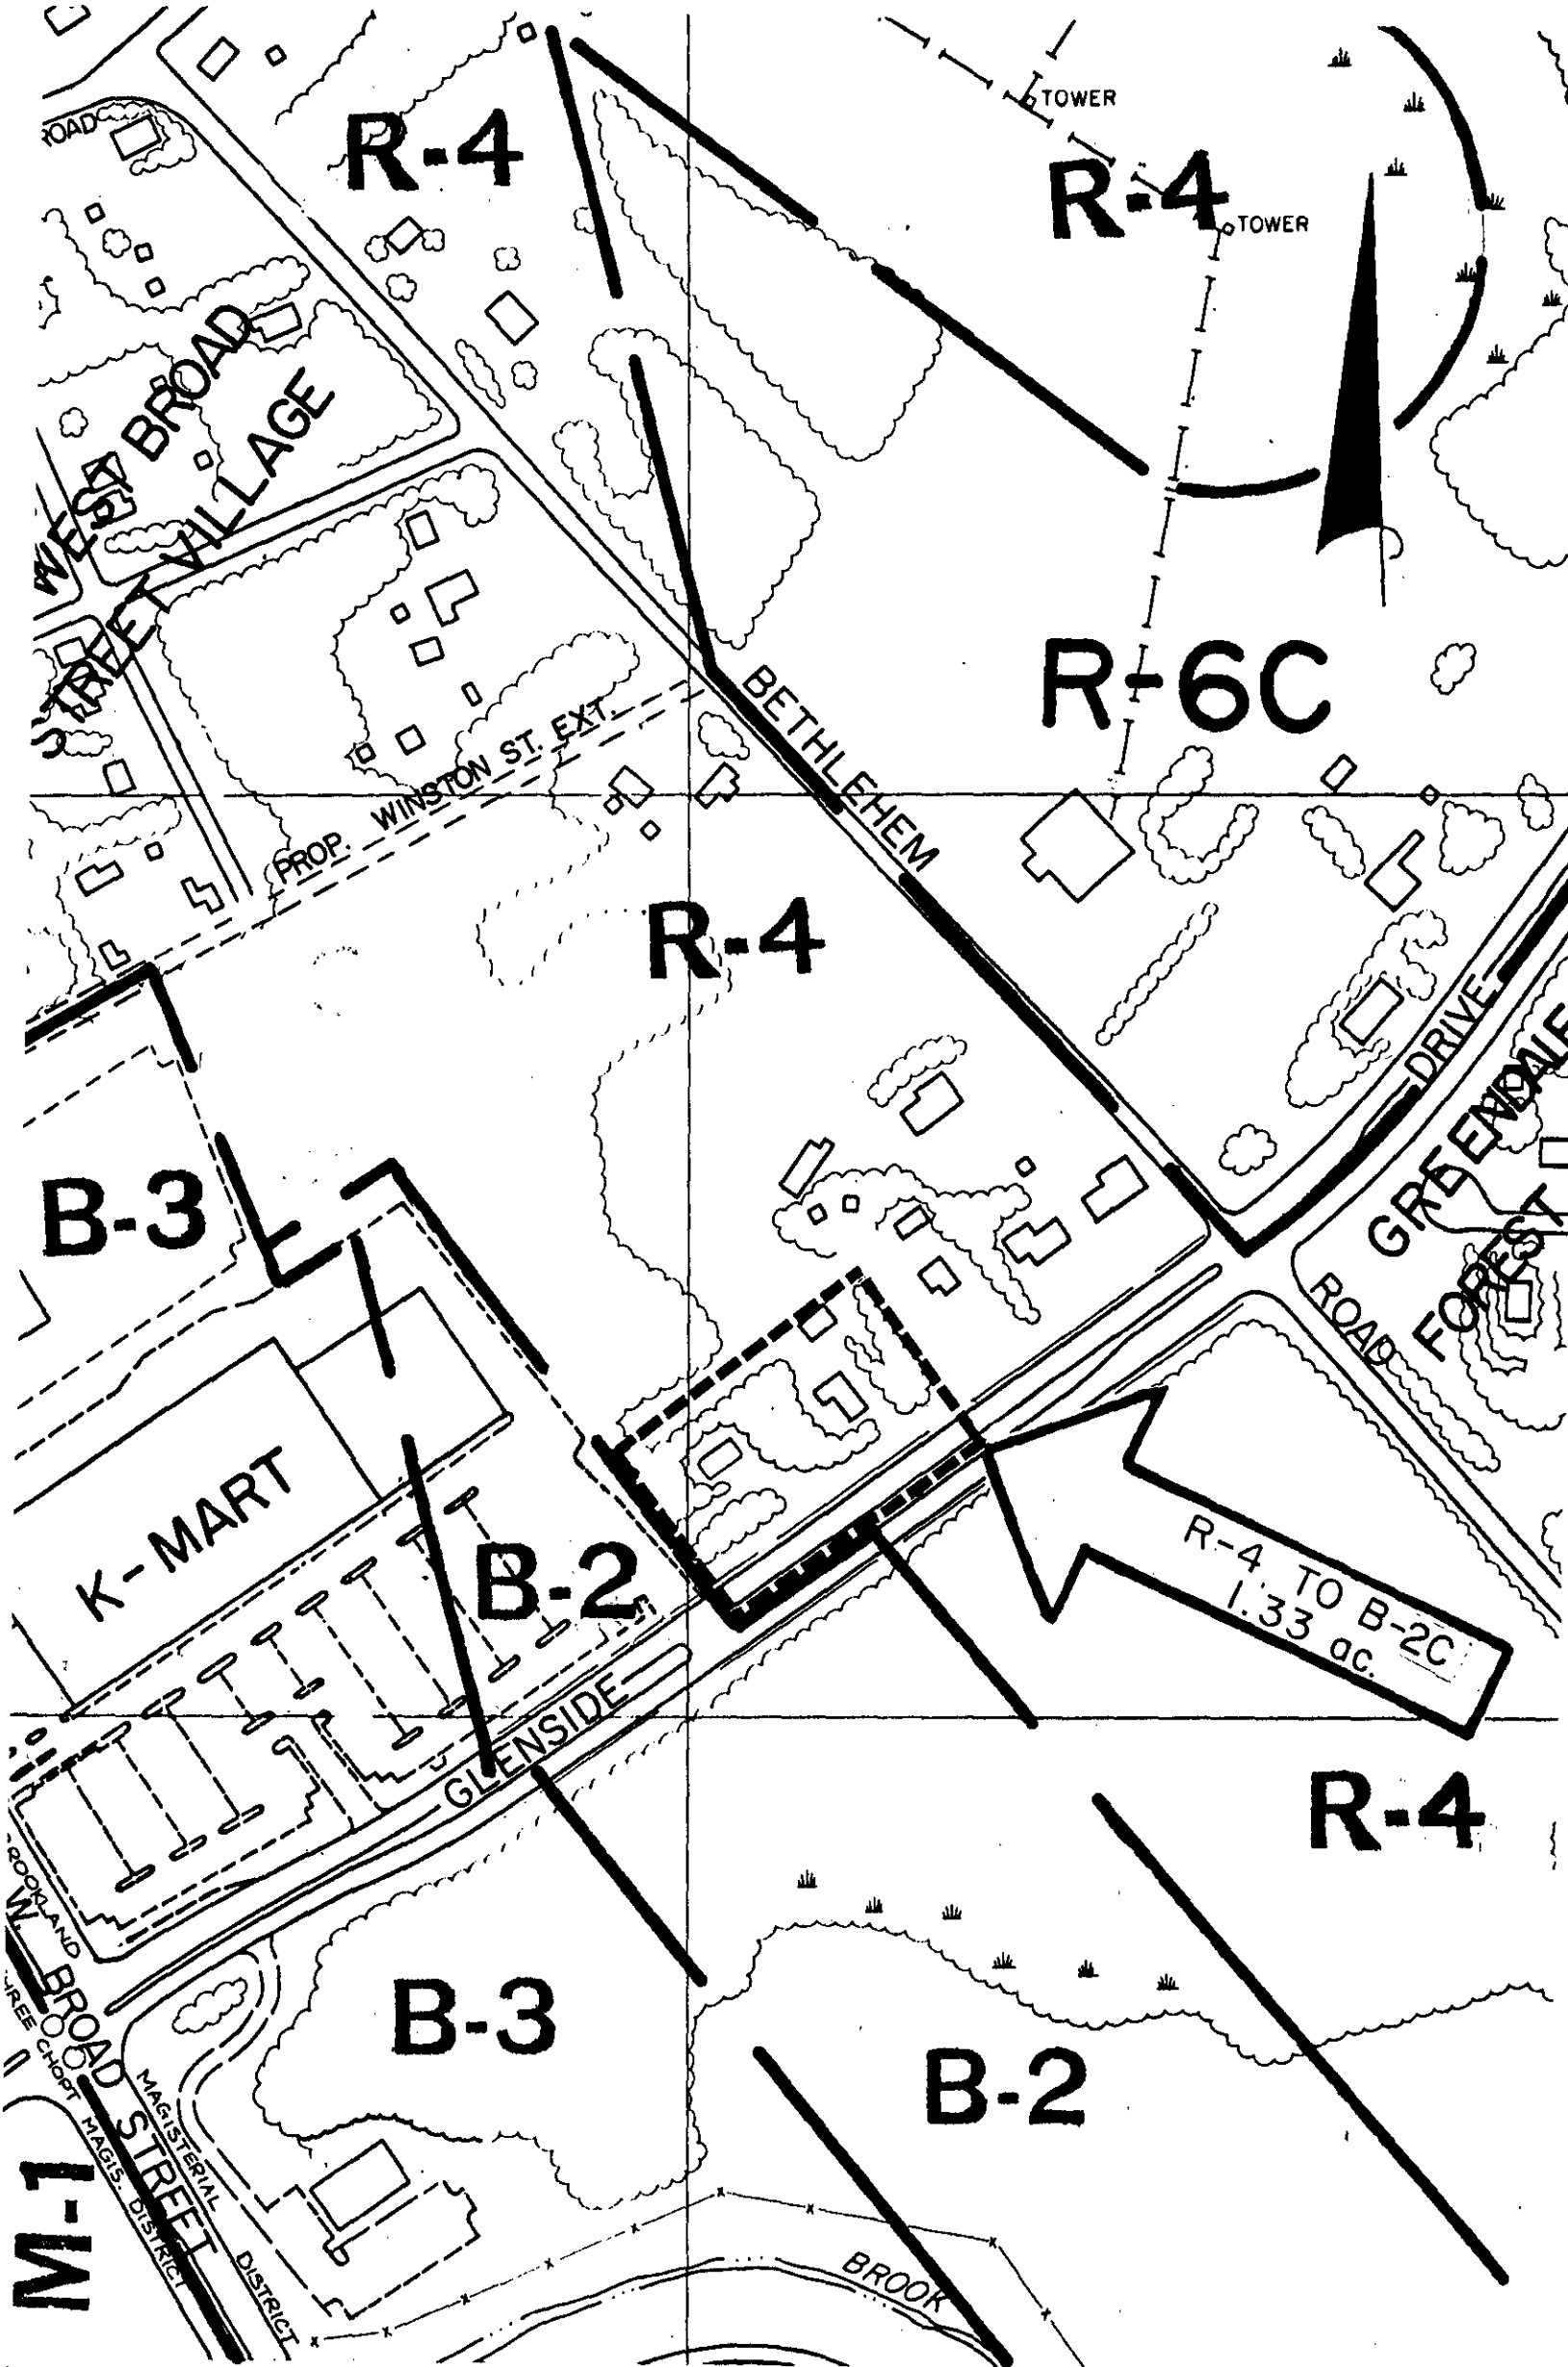 TOWER
ROAD
R-4
R-4
TOWER
WEST BROAD
STREET VILLAGE
R-6C
BETHLEHEM
PROP. WINSTON ST. EXT.
R-4
DRIVE
GREENDALE
FOREST
B-3
ROAD
K-MART
B-2
R-4 TO B-2C
1.33 ac.
GLENSIDE
R-4
BROOKLAND
W. BROAD STREET
THREE CHOPT MAGIS. DISTRICT
MAGISTERIAL DISTRICT
B-3
B-2
M-1
BROOK